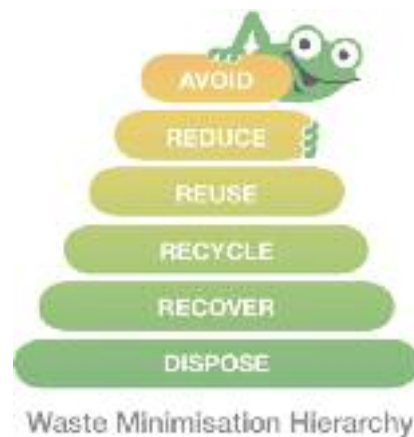 AVOID
REDUCE
REUSE
RECYCLE
RECOVER
DISPOSE
Waste Minimisation Hierarchy